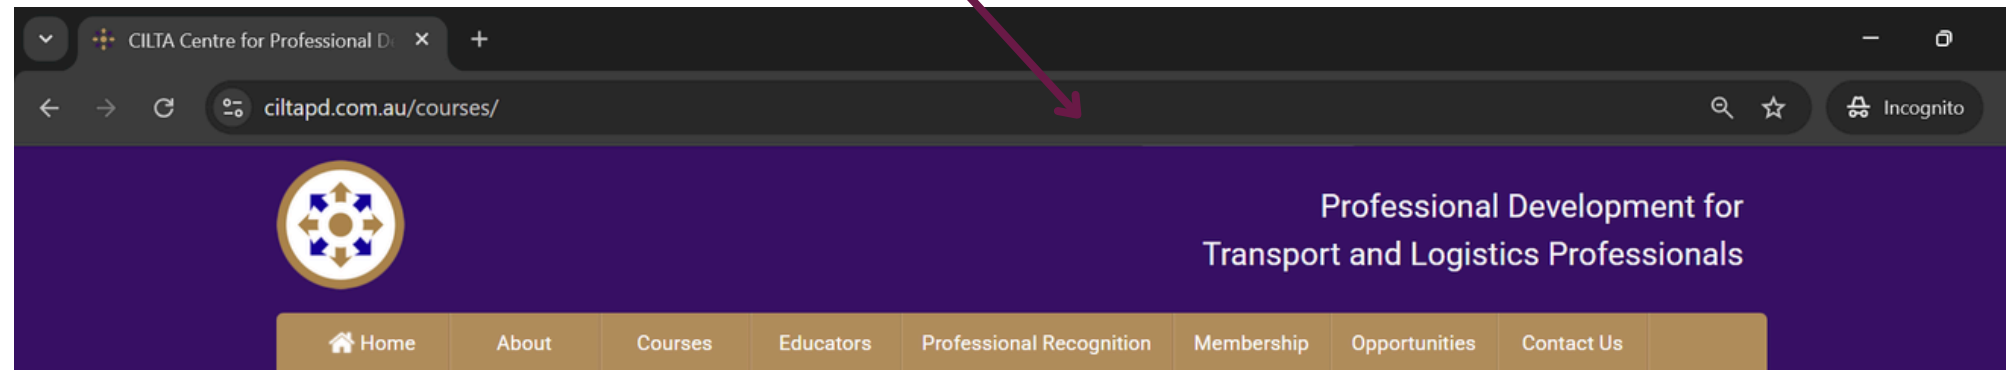 CILTA Centre for Professional D
ciltapd.com.au/courses/
Incognito
Professional Development for
Transport and Logistics Professionals
Home About Courses Educators Professional Recognition Membership Opportunities Contact Us